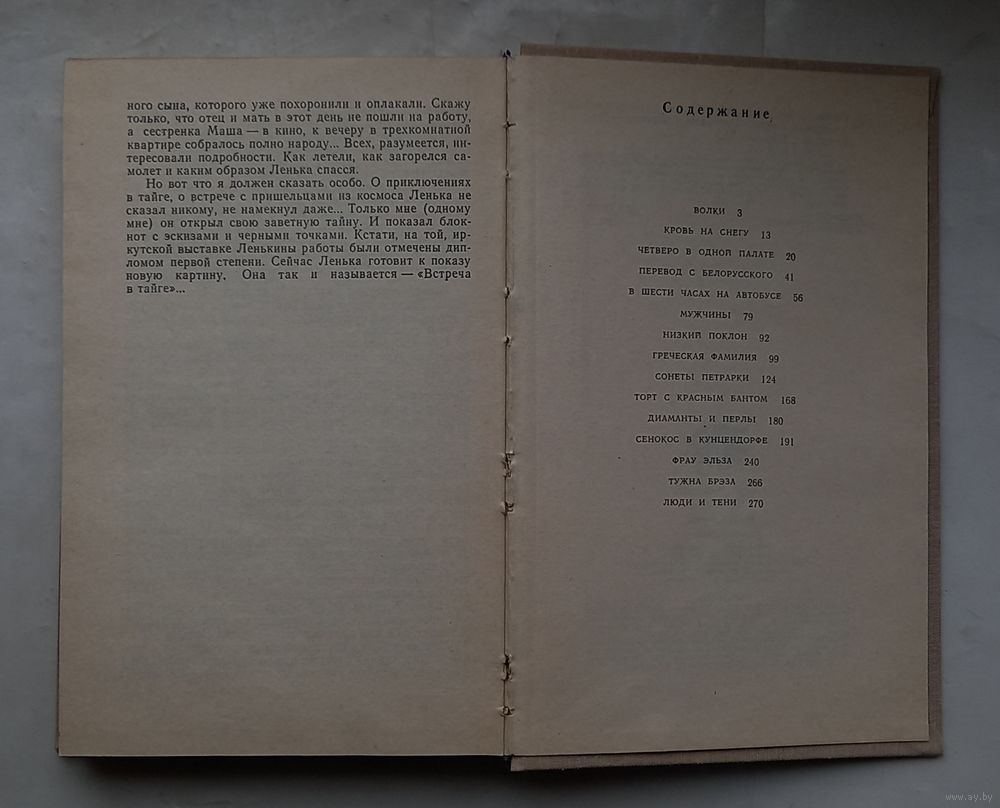 ного сына, которого уже похоронили и оплакали. Скажу
только, что отец и мать в этот день не пошли на работу,
а сестренка Маша — в кино, к вечеру в трехкомнатной
квартире собралось полно народу... Всех, разумеется, ин-
тересовали подробности. Как летели, как загорелся са-
молет и каким образом Ленька спасся.
Но вот что я должен сказать особо. О приключениях
в тайге, о встрече с пришельцами из космоса Ленька не
сказал никому, не намекнул даже... Только мне (одному
мне) он открыл свою заветную тайну. И показал блок-
нот с эскизами и черными точками. Кстати, на той, ир-
кутской выставке Ленькины работы были отмечены дип-
ломом первой степени. Сейчас Ленька готовит к показу
новую картину. Она так и называется — «Встреча
в тайге»...
Содержание
ВОЛКИ 3
КРОВЬ НА СНЕГУ 13
ЧЕТВЕРО В ОДНОЙ ПАЛАТЕ 20
ПЕРЕВОД С БЕЛОРУССКОГО 41
В ШЕСТИ ЧАСАХ НА АВТОБУСЕ 56
МУЖЧИНЫ 79
НИЗКИЙ ПОКЛОН 92
ГРЕЧЕСКАЯ ФАМИЛИЯ 99
СОНЕТЫ ПЕТРАРКИ 124
ТОРТ С КРАСНЫМ БАНТОМ 168
ДИАМАНТЫ И ПЕРЛЫ 180
СЕНОКОС В КУНЦЕНДОРФЕ 191
ФРАУ ЭЛЬЗА 240
ТУЖНА БРЭЗА 266
ЛЮДИ И ТЕНИ 270
www.ay.by